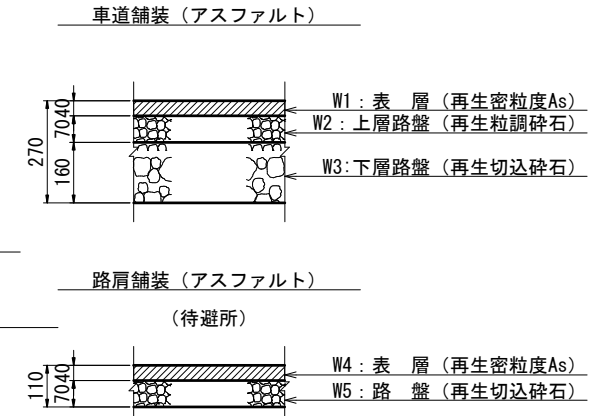 車道舗装（アスファルト）
W1：表　層（再生密粒度As）
W2：上層路盤（再生粒調砕石）
W3:下層路盤（再生切込砕石）
40
70
160
270
路肩舗装（アスファルト）
（待避所）
W4：表　層（再生密粒度As）
W5：路　盤（再生切込砕石）
40
70
110